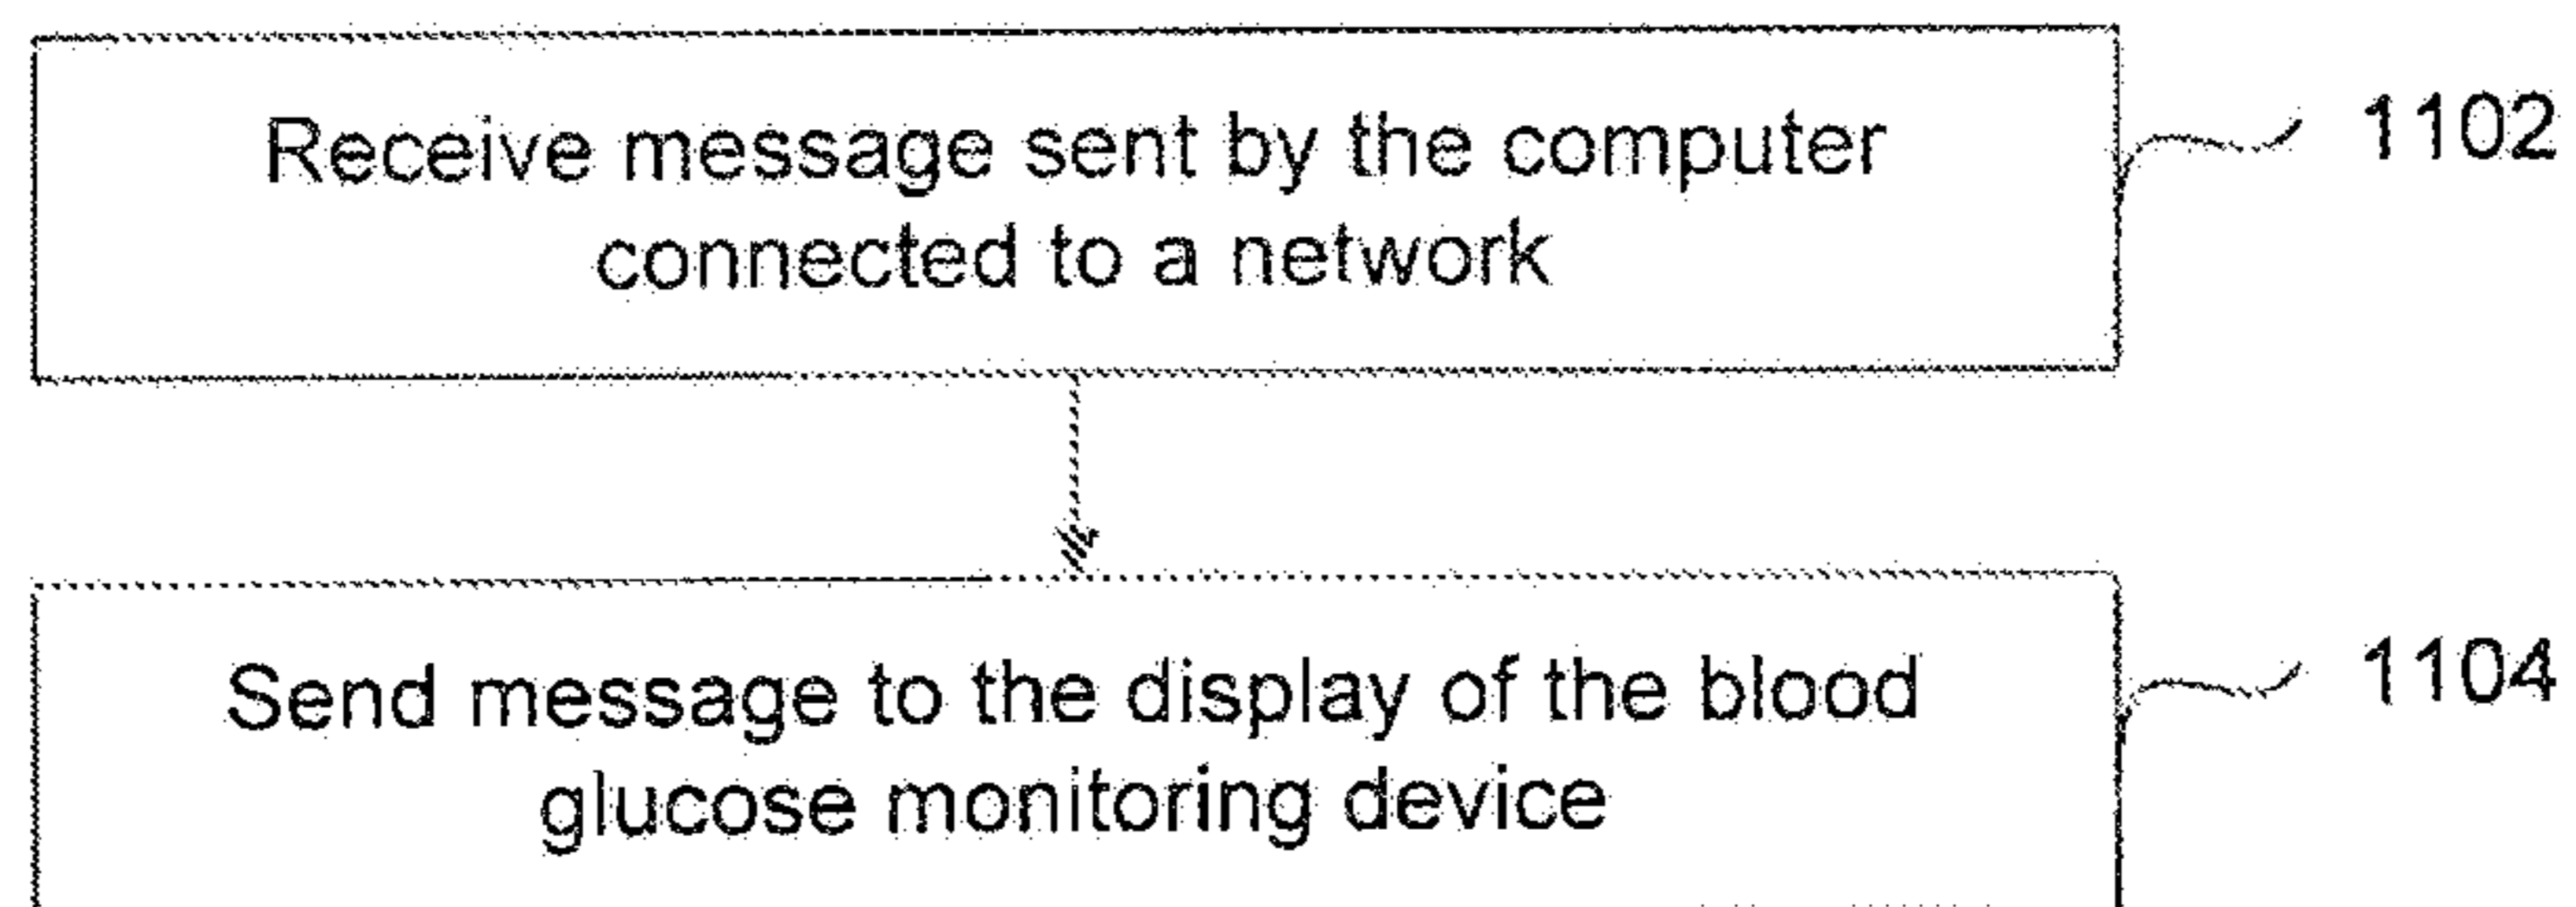 Receive message sent by the computer
connected to a network
1102
Send message to the display of the blood
glucose monitoring device
1104